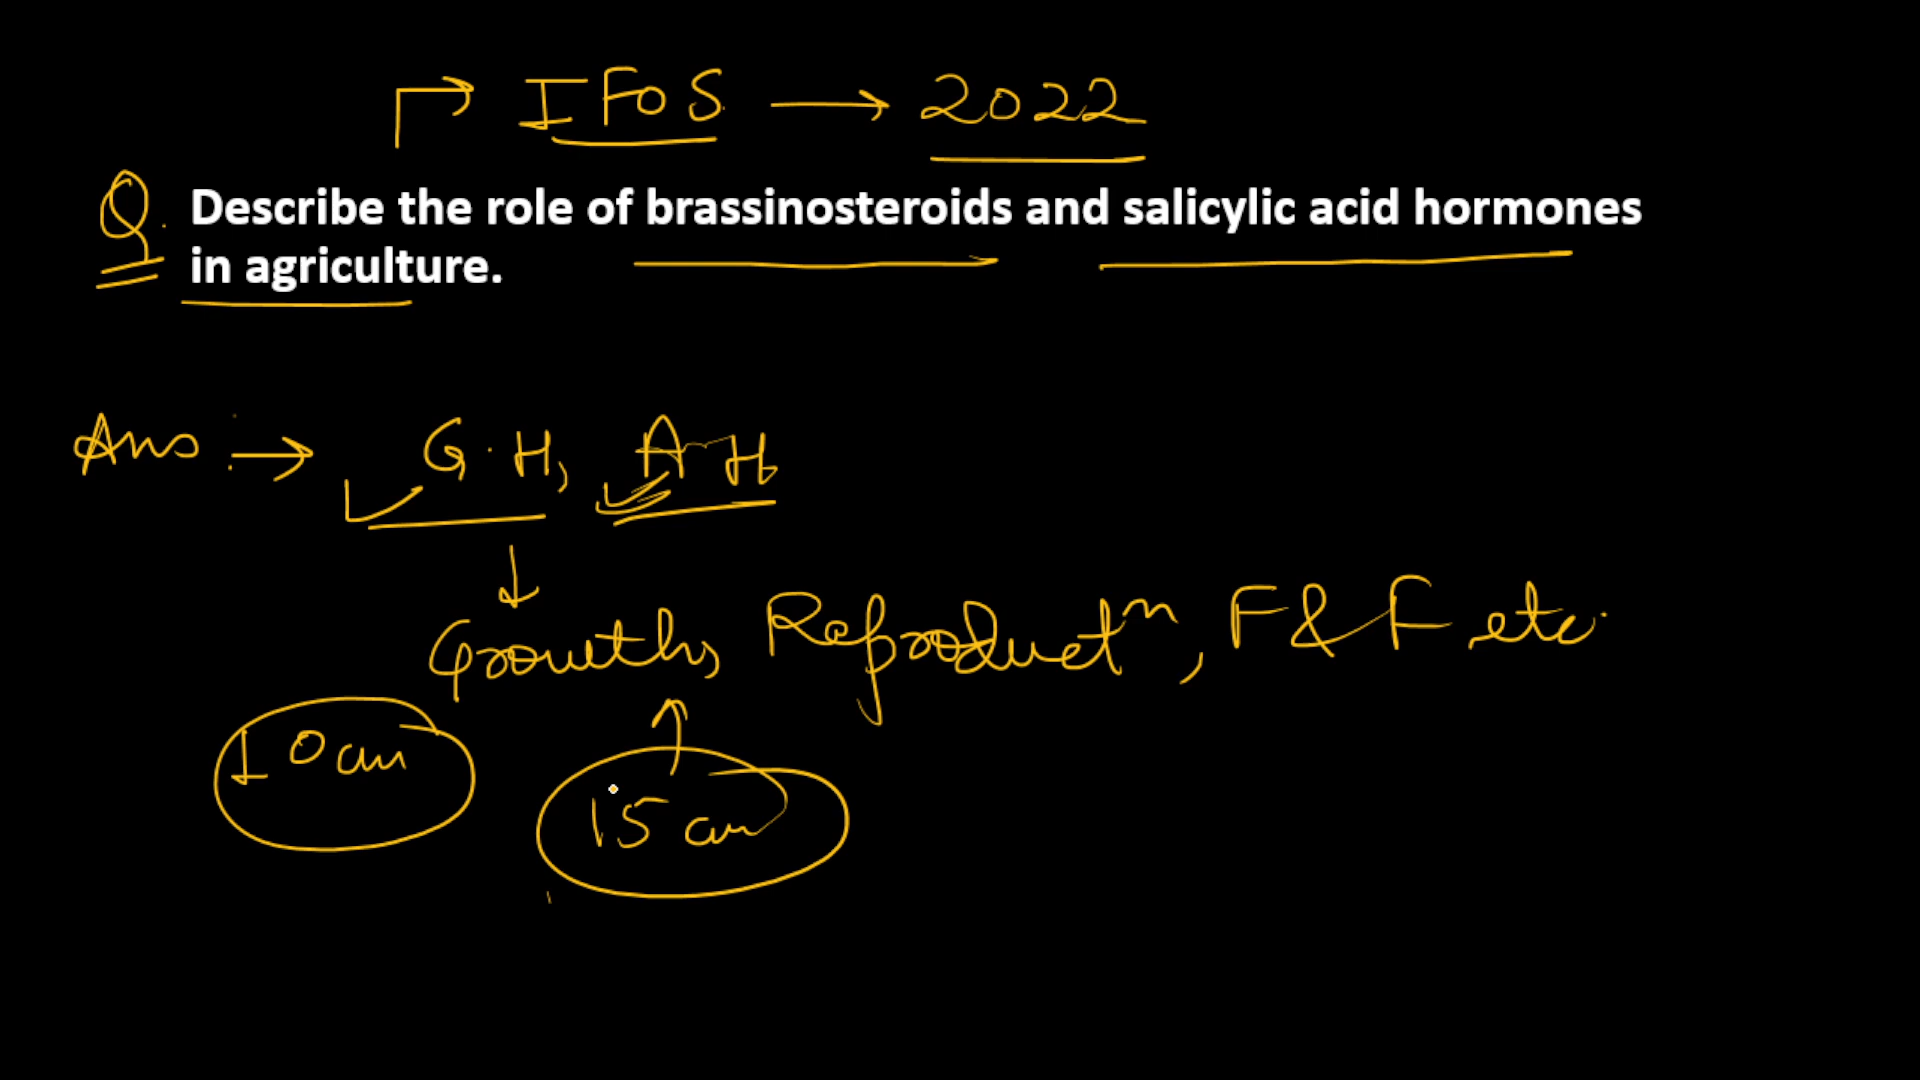 IFoS → 2022
Q. Describe the role of brassinosteroids and salicylic acid hormones
in agriculture.
Ans :→ G.H, A-H
Growth, Reproductn, F & F etc.
10 cm
15 cm